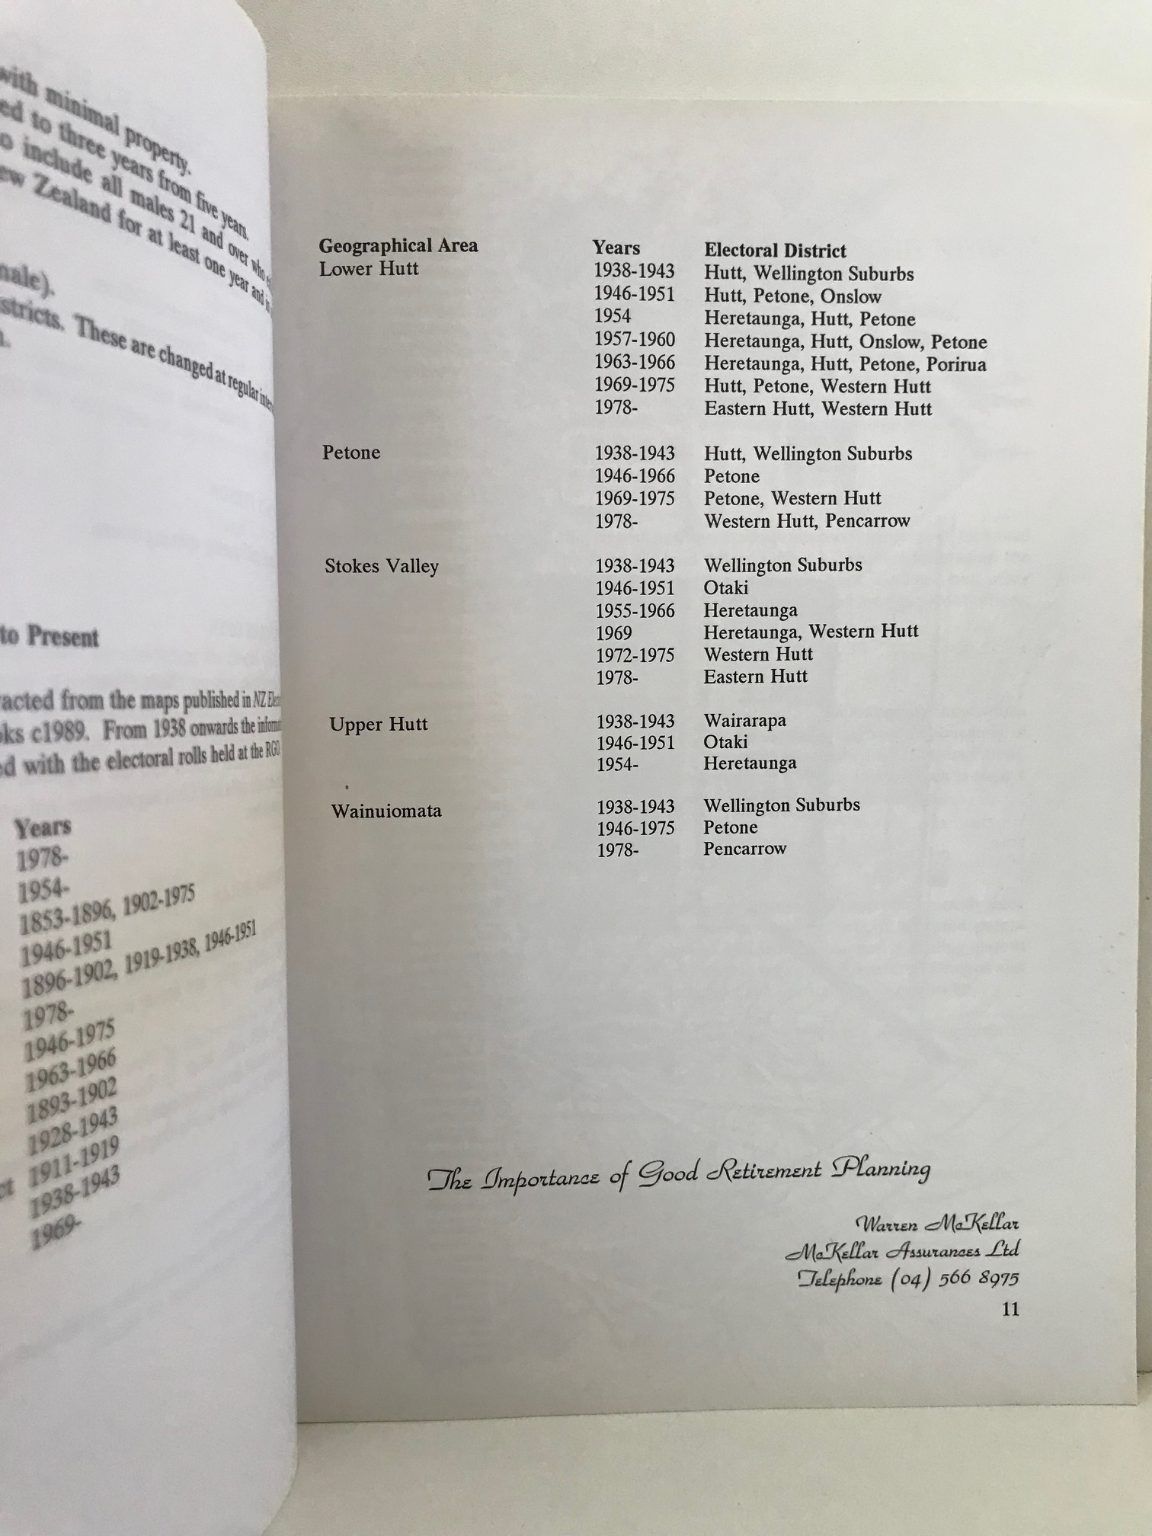 with minimal property.
to three years from five years.
include all males 21 and over who
Zealand for at least one year and
These are changed at regular
to Present
from the maps published in NZ
c1989. From 1938 onwards the
with the electoral rolls held at the RGO
Years
1978-
1954-
1853-1896, 1902-1975
1946-1951
1896-1902, 1919-1938, 1946-1951
1978-
1946-1975
1963-1966
1893-1902
1928-1943
1911-1919
1938-1943
1969-
Geographical Area Years Electoral District
Lower Hutt 1938-1943 Hutt, Wellington Suburbs
1946-1951 Hutt, Petone, Onslow
1954 Heretaunga, Hutt, Petone
1957-1960 Heretaunga, Hutt, Onslow, Petone
1963-1966 Heretaunga, Hutt, Petone, Porirua
1969-1975 Hutt, Petone, Western Hutt
1978- Eastern Hutt, Western Hutt
Petone 1938-1943 Hutt, Wellington Suburbs
1946-1966 Petone
1969-1975 Petone, Western Hutt
1978- Western Hutt, Pencarrow
Stokes Valley 1938-1943 Wellington Suburbs
1946-1951 Otaki
1955-1966 Heretaunga
1969 Heretaunga, Western Hutt
1972-1975 Western Hutt
1978- Eastern Hutt
Upper Hutt 1938-1943 Wairarapa
1946-1951 Otaki
1954- Heretaunga
Wainuiomata 1938-1943 Wellington Suburbs
1946-1975 Petone
1978- Pencarrow
The Importance of Good Retirement Planning
Warren McKellar
McKellar Assurances Ltd
Telephone (04) 566 8975
11